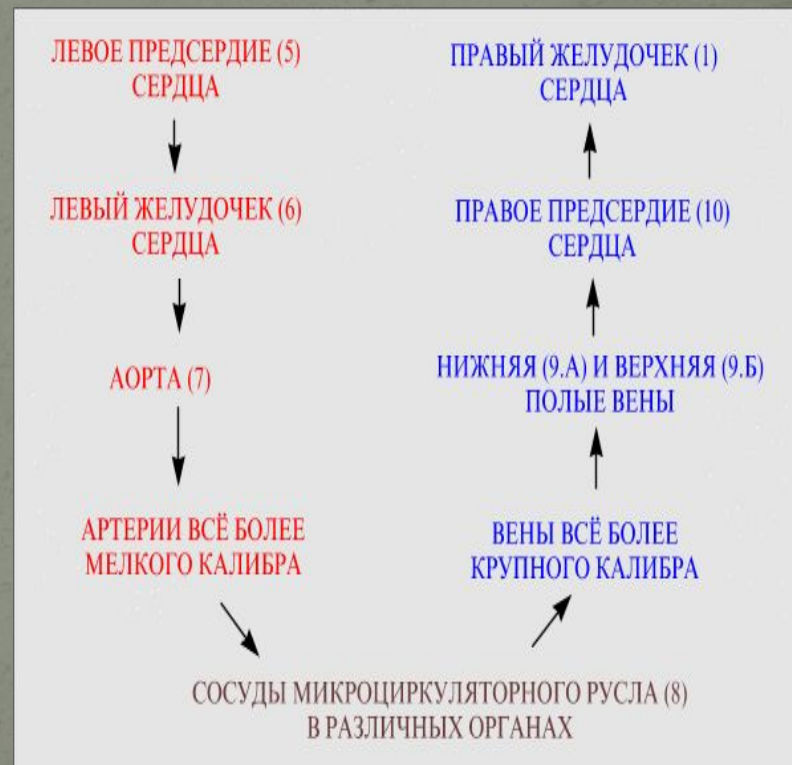 ЛЕВОЕ ПРЕДСЕРДИЕ (5)
СЕРДЦА
ЛЕВЫЙ ЖЕЛУДОЧЕК (6)
СЕРДЦА
АОРТА (7)
АРТЕРИИ ВСЁ БОЛЕЕ
МЕЛКОГО КАЛИБРА
СОСУДЫ МИКРОЦИРКУЛЯТОРНОГО РУСЛА (8)
В РАЗЛИЧНЫХ ОРГАНАХ
ВЕНЫ ВСЁ БОЛЕЕ
КРУПНОГО КАЛИБРА
НИЖНЯЯ (9.А) И ВЕРХНЯЯ (9.Б)
ПОЛЫЕ ВЕНЫ
ПРАВОЕ ПРЕДСЕРДИЕ (10)
СЕРДЦА
ПРАВЫЙ ЖЕЛУДОЧЕК (1)
СЕРДЦА